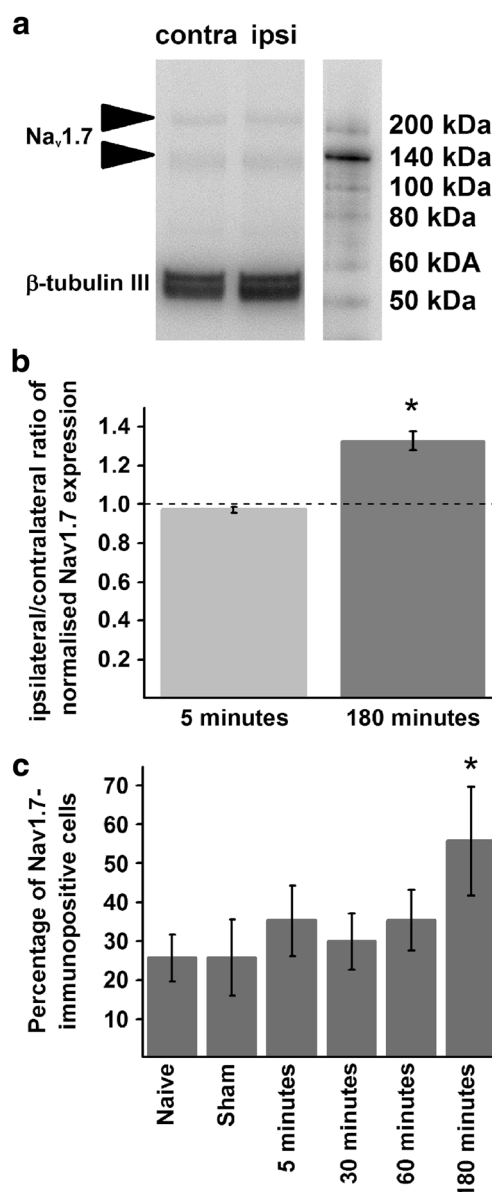 a
contra ipsi
Nav1.7
200 kDa
140 kDa
100 kDa
80 kDa
60 kDA
50 kDa
β-tubulin III
b
ipsilateral/contralateral ratio of
normalised Nav1.7 expression
1.4
1.2
1.0
0.8
0.6
0.4
0.2
*
5 minutes 180 minutes
c
Percentage of Nav1.7-
immunopositive cells
70
60
50
40
30
20
10
*
Naive
Sham
5 minutes
30 minutes
60 minutes
180 minutes